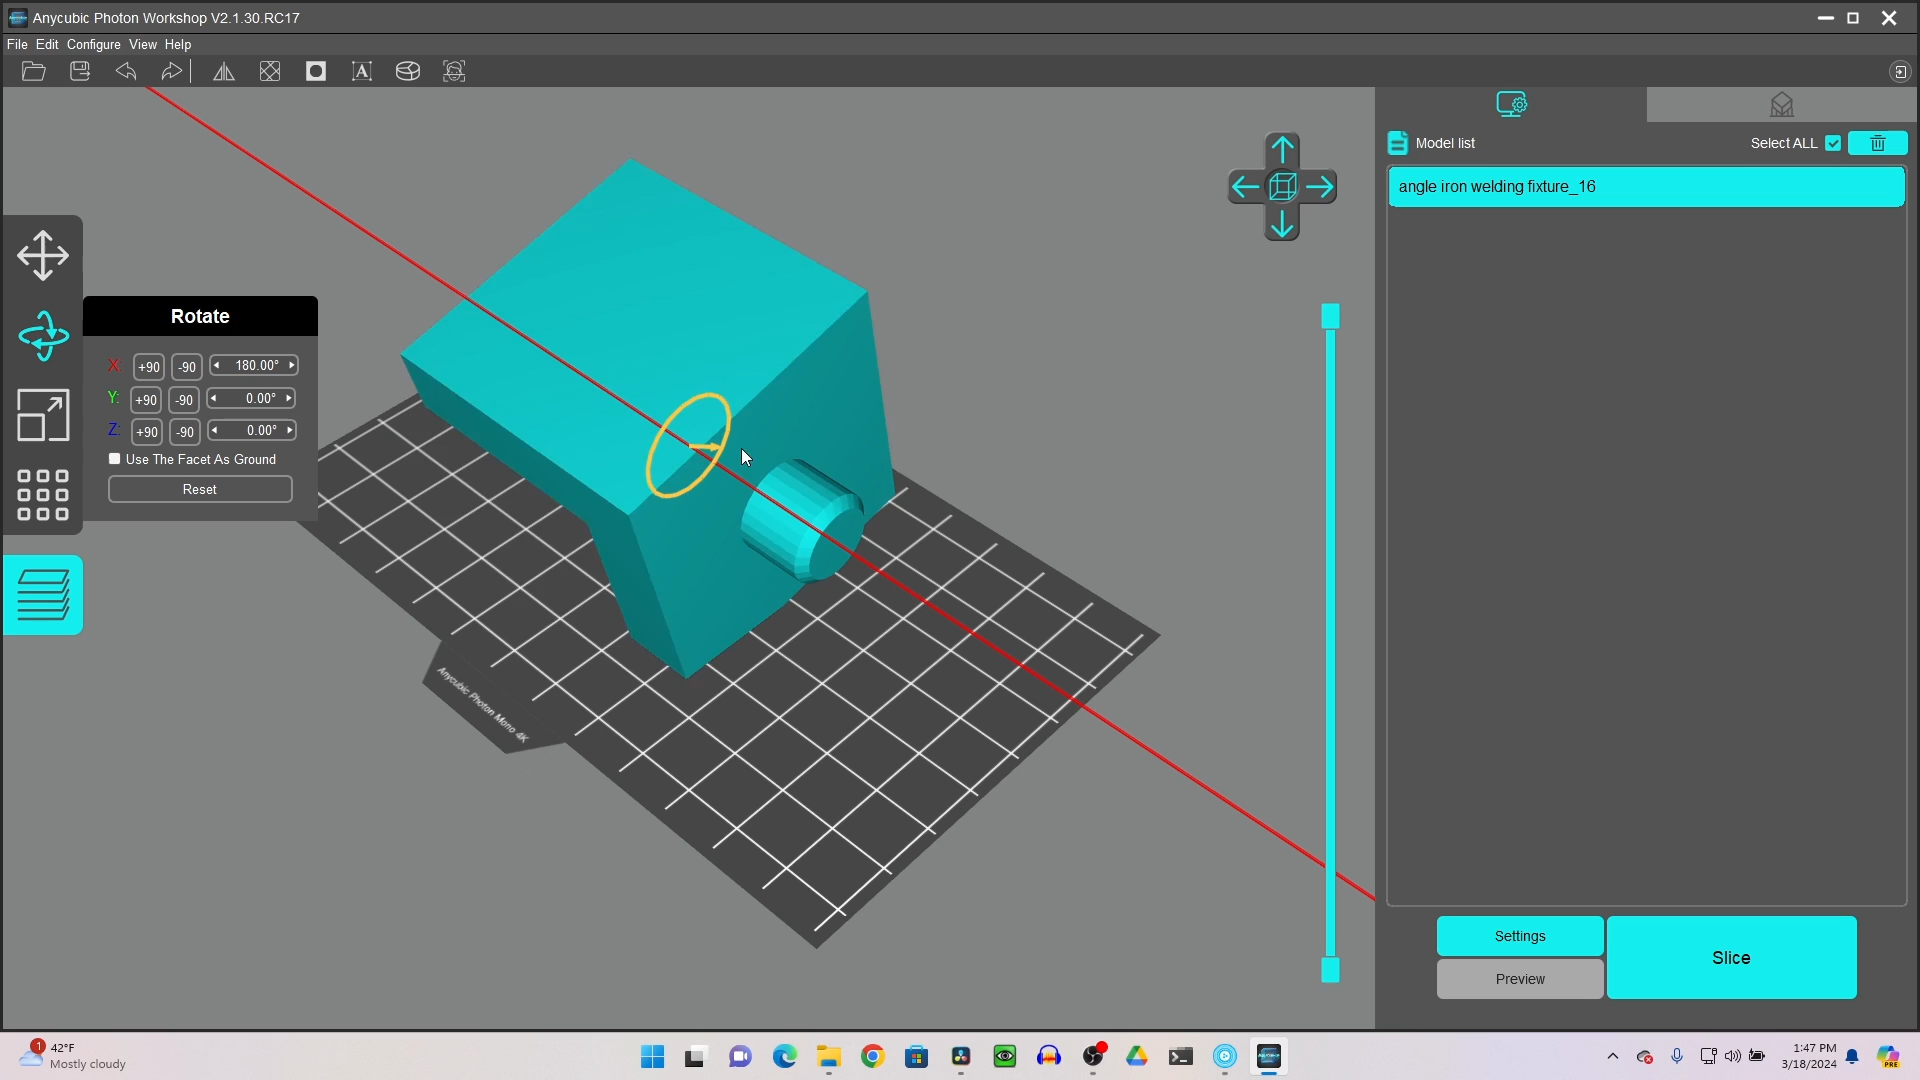 Anycubic Photon Workshop V2.1.30.RC17
File Edit Configure View Help
A
Model list
Select ALL
angle iron welding fixture_16
Rotate
X: +90 -90 180.00°
Y: +90 -90 0.00°
Z: +90 -90 0.00°
Use The Facet As Ground
Reset
Anycubic Photon Mono 4K
Settings
Slice
Preview
1
42°F
Mostly cloudy
1:47 PM
3/18/2024
PRE